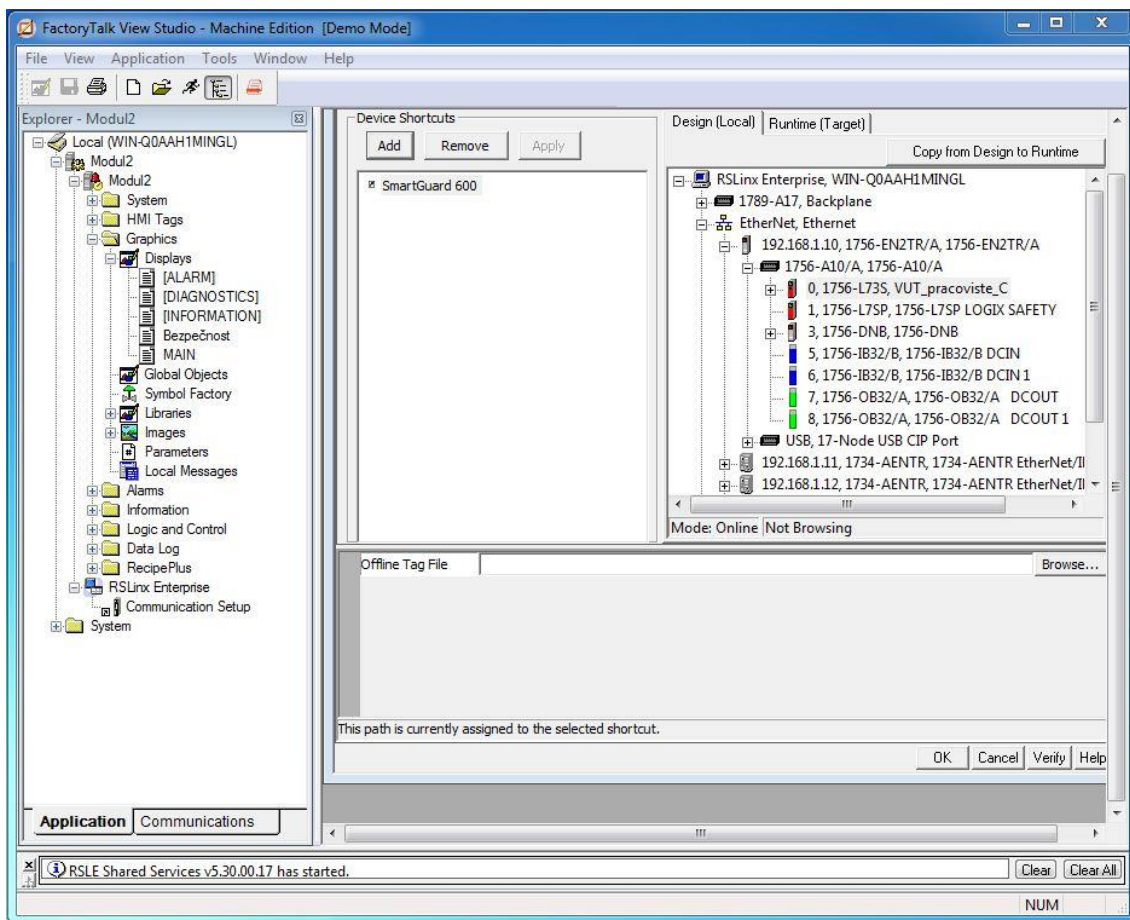 FactoryTalk View Studio - Machine Edition [Demo Mode]
File View Application Tools Window Help
Explorer - Modul2
Local (WIN-Q0AAH1MINGL)
Modul2
Modul2
System
HMI Tags
Graphics
Displays
[ALARM]
[DIAGNOSTICS]
[INFORMATION]
Bezpečnost
MAIN
Global Objects
Symbol Factory
Libraries
Images
Parameters
Local Messages
Alarms
Information
Logic and Control
Data Log
RecipePlus
RSLinx Enterprise
Communication Setup
System
Application Communications
Device Shortcuts
Add Remove Apply
SmartGuard 600
Design (Local) Runtime (Target)
Copy from Design to Runtime
RSLinx Enterprise, WIN-Q0AAH1MINGL
1789-A17, Backplane
EtherNet, Ethernet
192.168.1.10, 1756-EN2TR/A, 1756-EN2TR/A
1756-A10/A, 1756-A10/A
0, 1756-L73S, VUT_pracoviste_C
1, 1756-L7SP, 1756-L7SP LOGIX SAFETY
3, 1756-DNB, 1756-DNB
5, 1756-IB32/B, 1756-IB32/B DCIN
6, 1756-IB32/B, 1756-IB32/B DCIN 1
7, 1756-OB32/A, 1756-OB32/A DCOUT
8, 1756-OB32/A, 1756-OB32/A DCOUT 1
USB, 17-Node USB CIP Port
192.168.1.11, 1734-AENTR, 1734-AENTR EtherNet/I
192.168.1.12, 1734-AENTR, 1734-AENTR EtherNet/I
Mode: Online Not Browsing
Offline Tag File Browse...
This path is currently assigned to the selected shortcut.
OK Cancel Verify Help
RSLE Shared Services v5.30.00.17 has started.
Clear Clear All
NUM